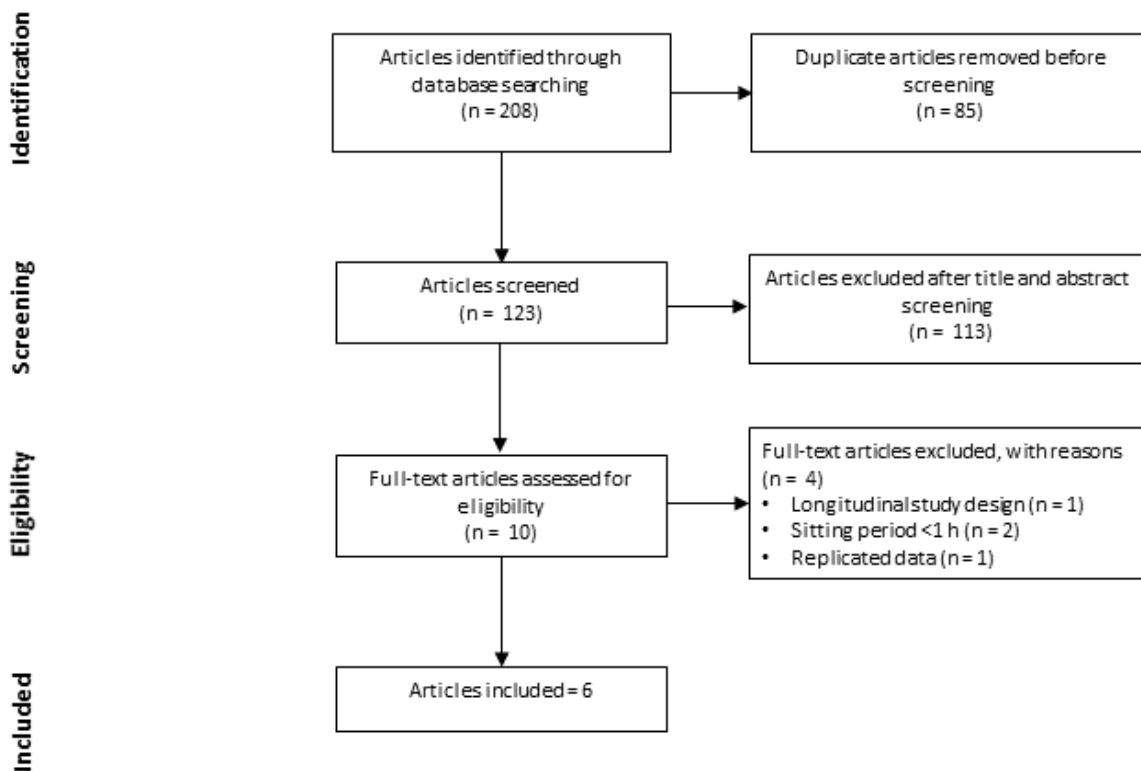 Identification
Articles identified through
database searching
(n = 208)
Duplicate articles removed before
screening
(n = 85)
Screening
Articles screened
(n = 123)
Articles excluded after title and abstract
screening
(n = 113)
Eligibility
Full-text articles assessed for
eligibility
(n = 10)
Full-text articles excluded, with reasons
(n = 4)
• Longitudinal study design (n = 1)
• Sitting period <1 h (n = 2)
• Replicated data (n = 1)
Included
Articles included = 6